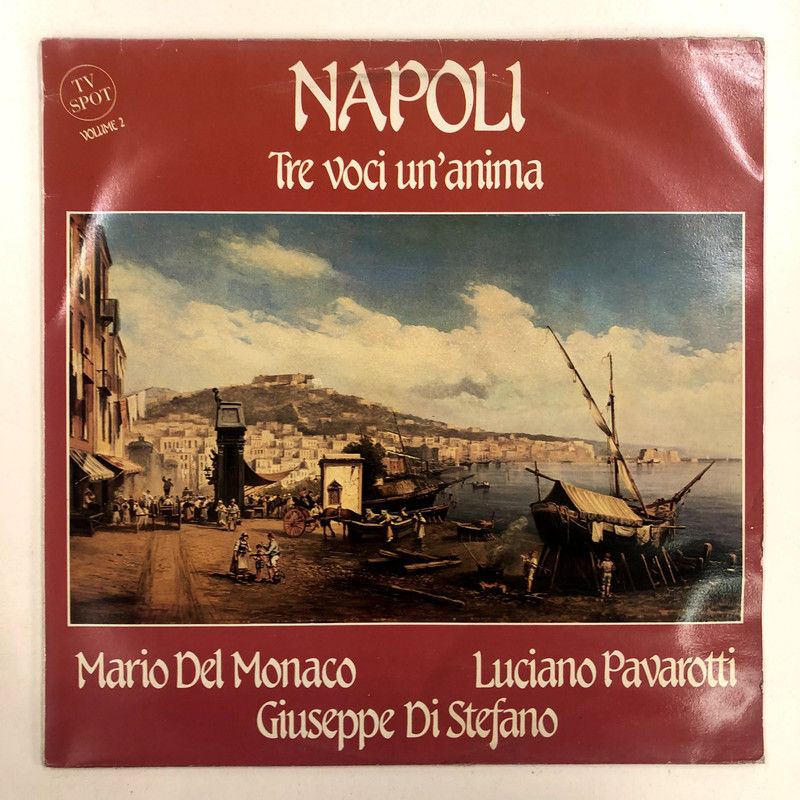 TV
SPOT
VOLUME 2
NAPOLI
Tre voci un'anima
Mario Del Monaco
Luciano Pavarotti
Giuseppe Di Stefano